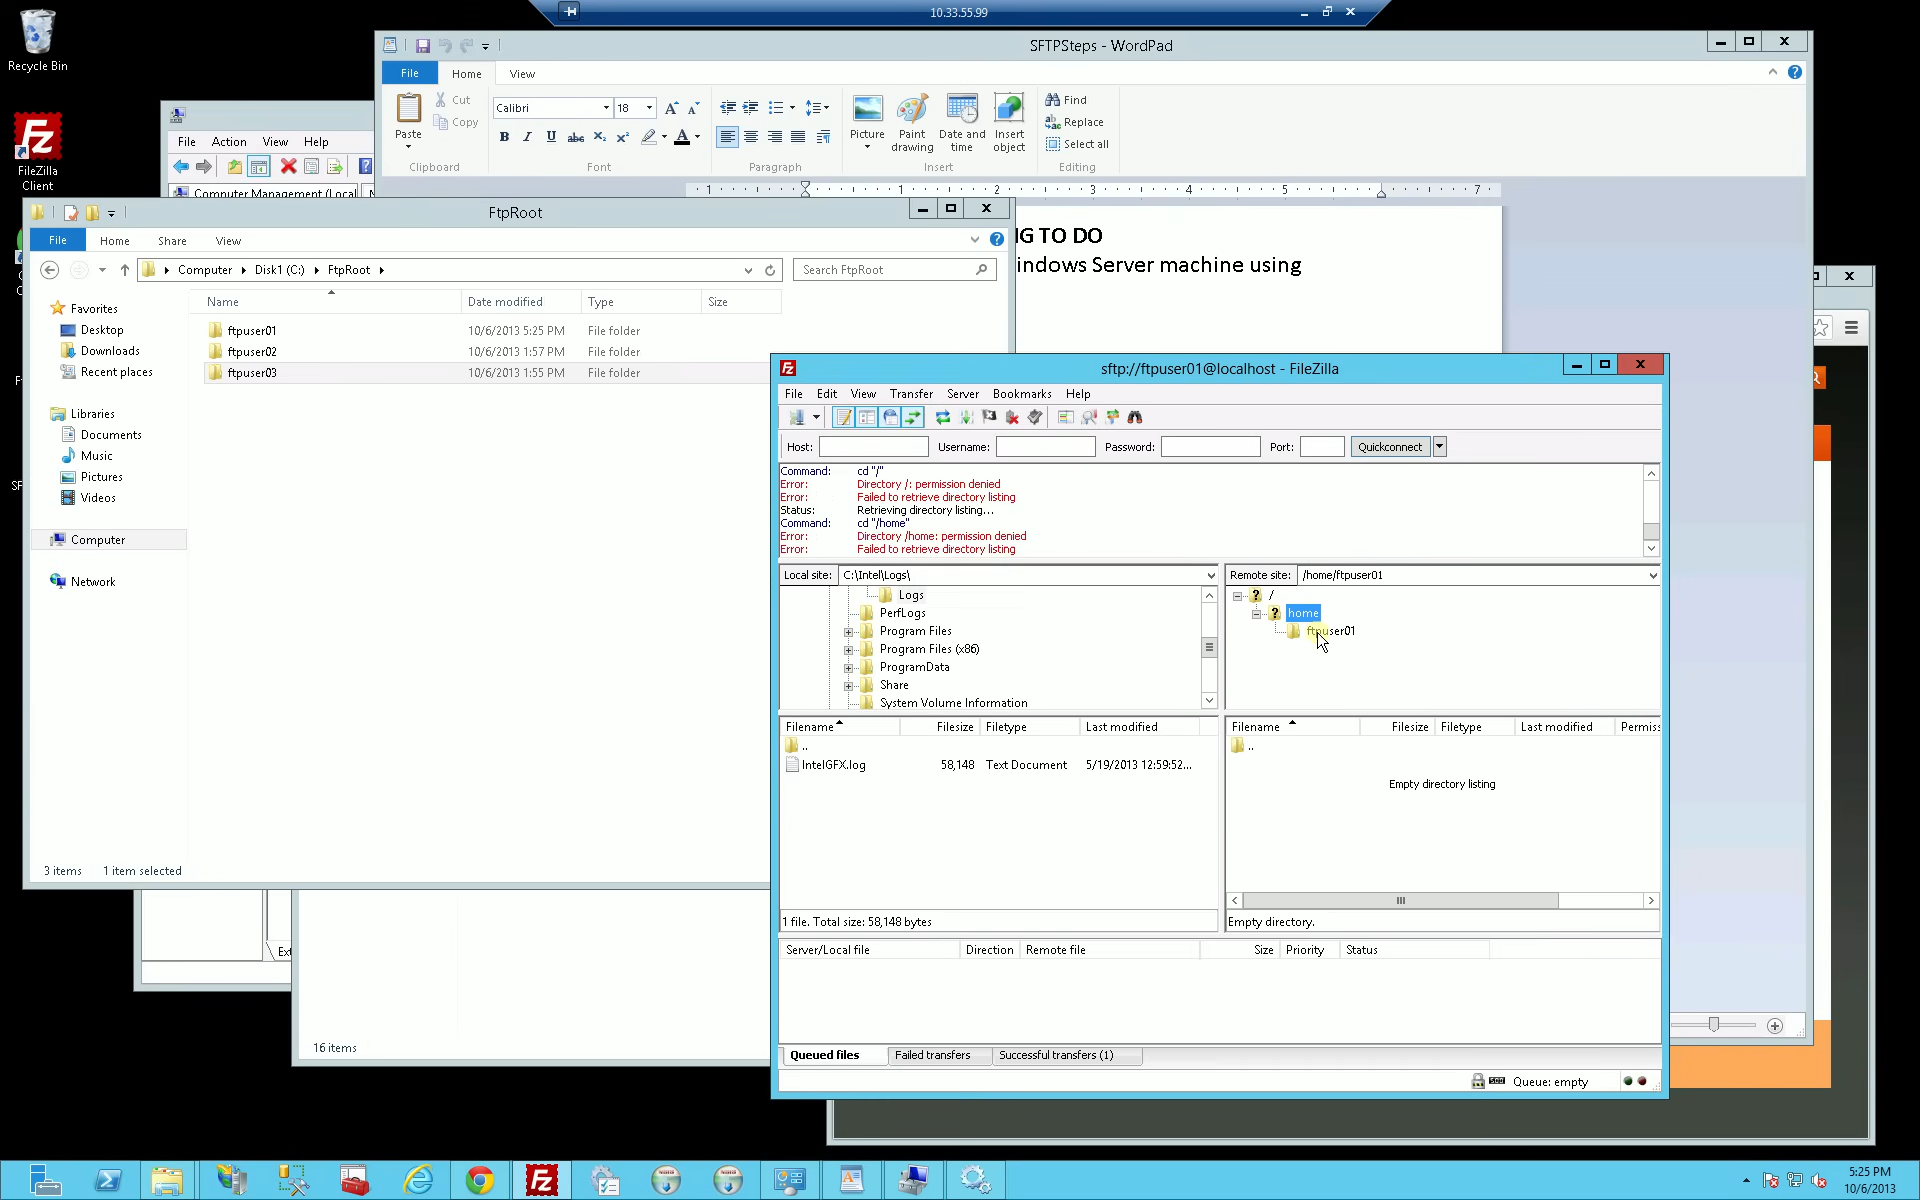 10.33.55.99
Recycle Bin
FileZilla
Client
SFTPSteps - WordPad
File
Home
View
Cut
Copy
Paste
Clipboard
Calibri
18
Font
Paragraph
Picture
Paint
drawing
Date and
time
Insert
object
Insert
Find
Replace
Select all
Editing
1
1
2
3
4
5
7
File
Action
View
Help
Computer Management (Local
NG TO DO
indows Server machine using
FtpRoot
File
Home
Share
View
Computer
Disk1 (C:)
FtpRoot
Search FtpRoot
Name
Date modified
Type
Size
ftpuser01
10/6/2013 5:25 PM
File folder
ftpuser02
10/6/2013 1:57 PM
File folder
ftpuser03
10/6/2013 1:55 PM
File folder
Favorites
Desktop
Downloads
Recent places
Libraries
Documents
Music
Pictures
Videos
Computer
Network
3 items
1 item selected
Ext
16 items
sftp://ftpuser01@localhost - FileZilla
File
Edit
View
Transfer
Server
Bookmarks
Help
Host:
Username:
Password:
Port:
Quickconnect
Command: cd "/"
Error: Directory /: permission denied
Error: Failed to retrieve directory listing
Status: Retrieving directory listing...
Command: cd "/home"
Error: Directory /home: permission denied
Error: Failed to retrieve directory listing
Local site: C:\Intel\Logs\
Logs
PerfLogs
Program Files
Program Files (x86)
ProgramData
Share
System Volume Information
Remote site: /home/ftpuser01
/
home
ftpuser01
Filename
Filesize
Filetype
Last modified
..
IntelGFX.log
58,148
Text Document
5/19/2013 12:59:52...
1 file. Total size: 58,148 bytes
Filename
Filesize
Filetype
Last modified
Permiss
..
Empty directory listing
Empty directory.
Server/Local file
Direction
Remote file
Size
Priority
Status
Queued files
Failed transfers
Successful transfers (1)
Queue: empty
5:25 PM
10/6/2013